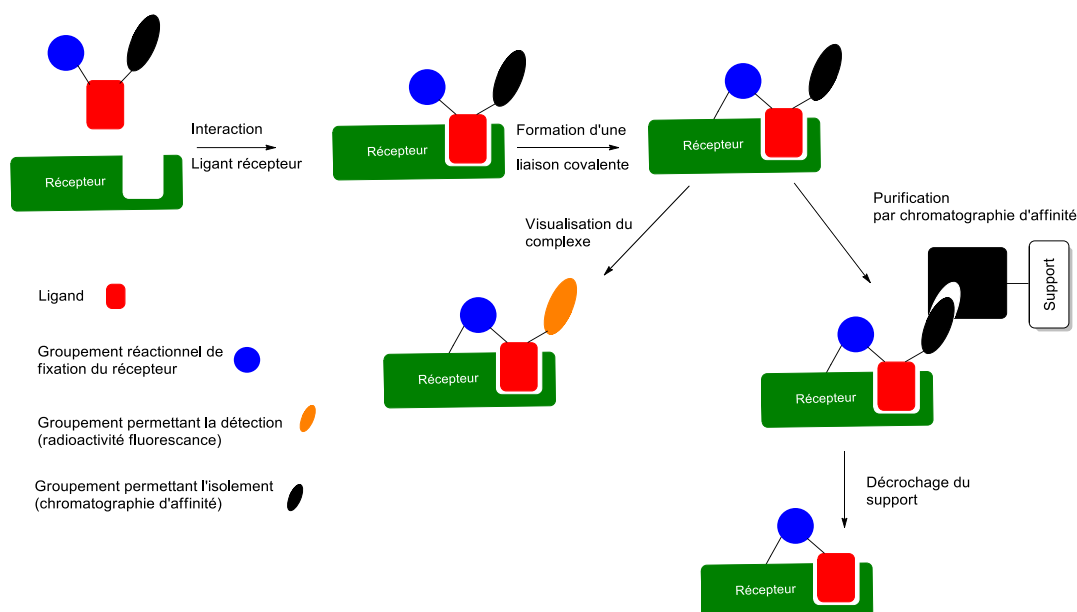 Interaction
Ligant récepteur
Récepteur
Récepteur
Formation d'une
liaison covalente
Récepteur
Visualisation du
complexe
Purification
par chromatographie d'affinité
Support
Ligand
Groupement réactionnel de
fixation du récepteur
Groupement permettant la détection
(radioactivité fluorescance)
Groupement permettant l'isolement
(chromatographie d'affinité)
Récepteur
Récepteur
Décrochage du
support
Récepteur